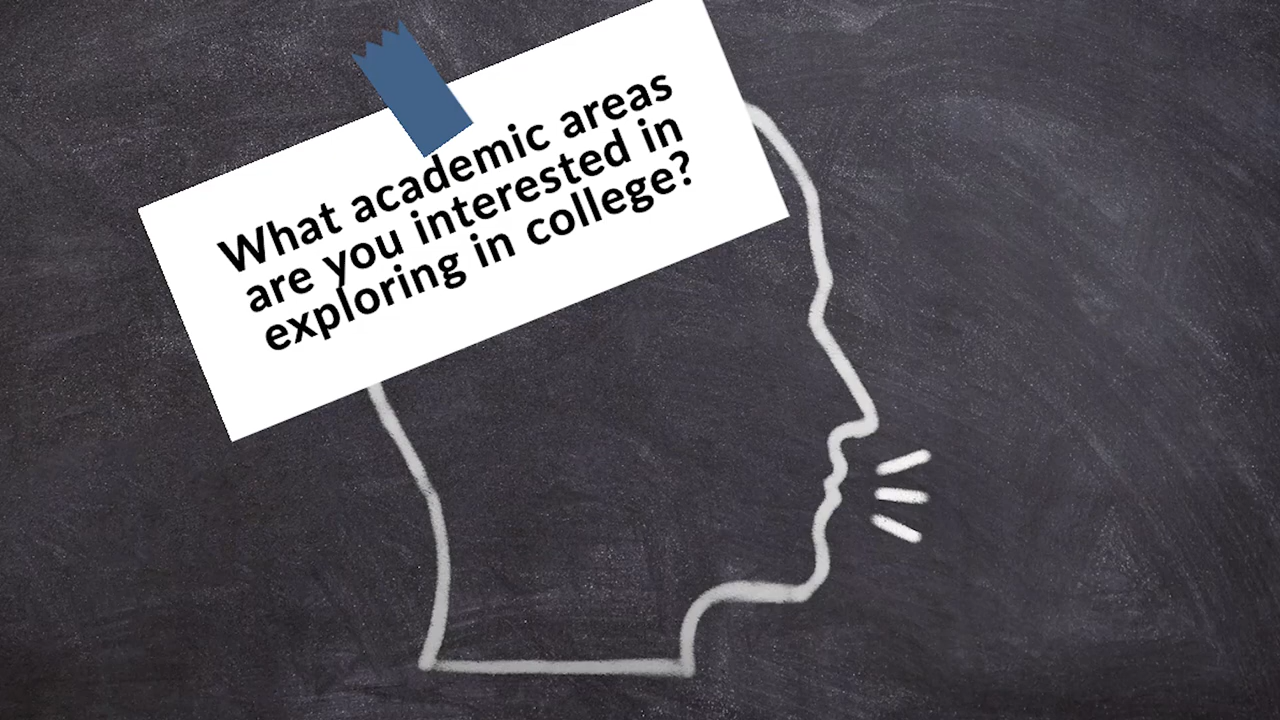 What academic areas
are you interested in
exploring in college?